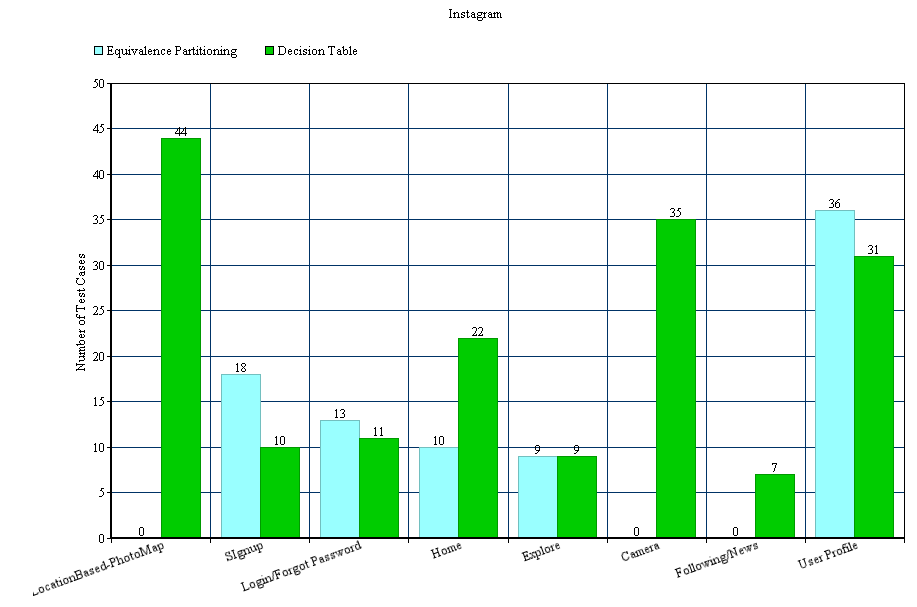 Instagram
Equivalence Partitioning
Decision Table
Number of Test Cases
50
45
40
35
30
25
20
15
10
5
0
0
44
18
10
13
11
10
22
9
9
0
35
0
7
36
31
LocationBased-PhotoMap
SIgnup
Login/Forgot Password
Home
Explore
Camera
Following/News
User Profile